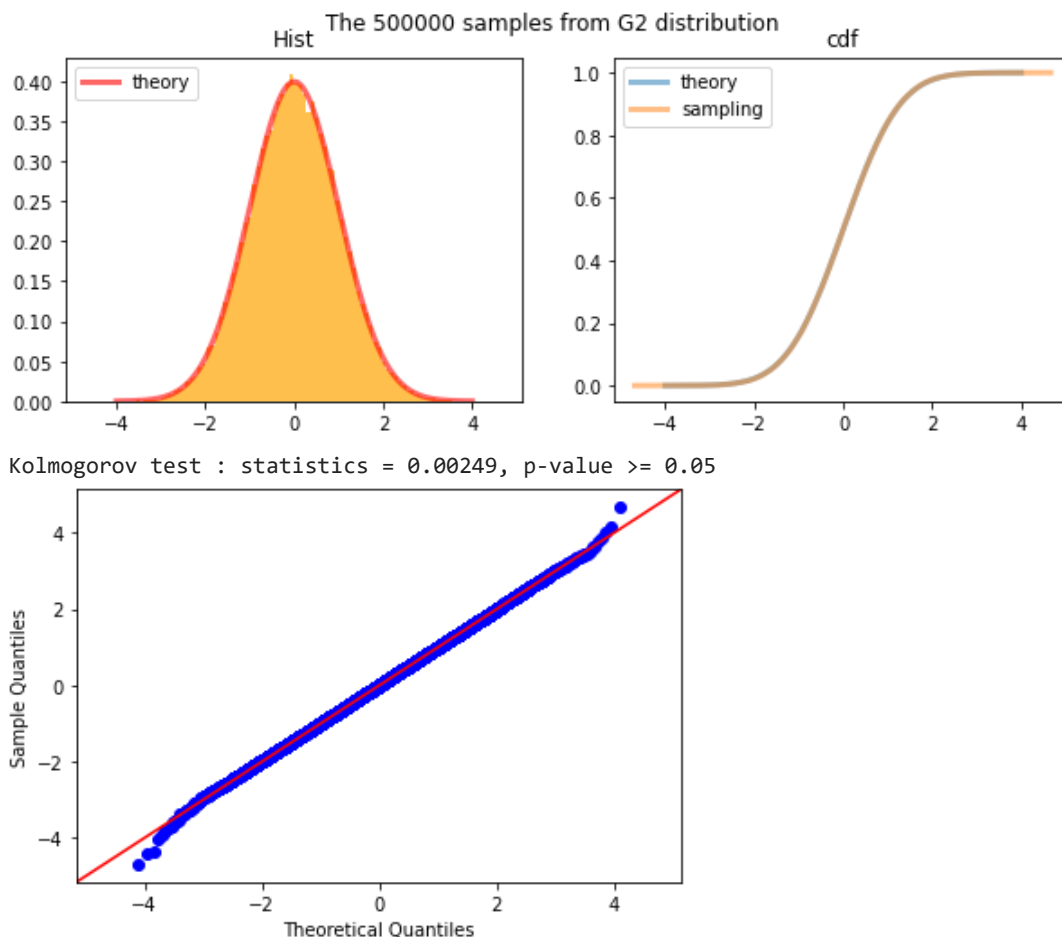 The 500000 samples from G2 distribution
Hist
cdf
theory
0.40
0.35
0.30
0.25
0.20
0.15
0.10
0.05
0.00
−4 −2 0 2 4
theory
sampling
1.0
0.8
0.6
0.4
0.2
0.0
−4 −2 0 2 4
Kolmogorov test : statistics = 0.00249, p-value >= 0.05
Sample Quantiles
4
2
0
−2
−4
−4 −2 0 2 4
Theoretical Quantiles